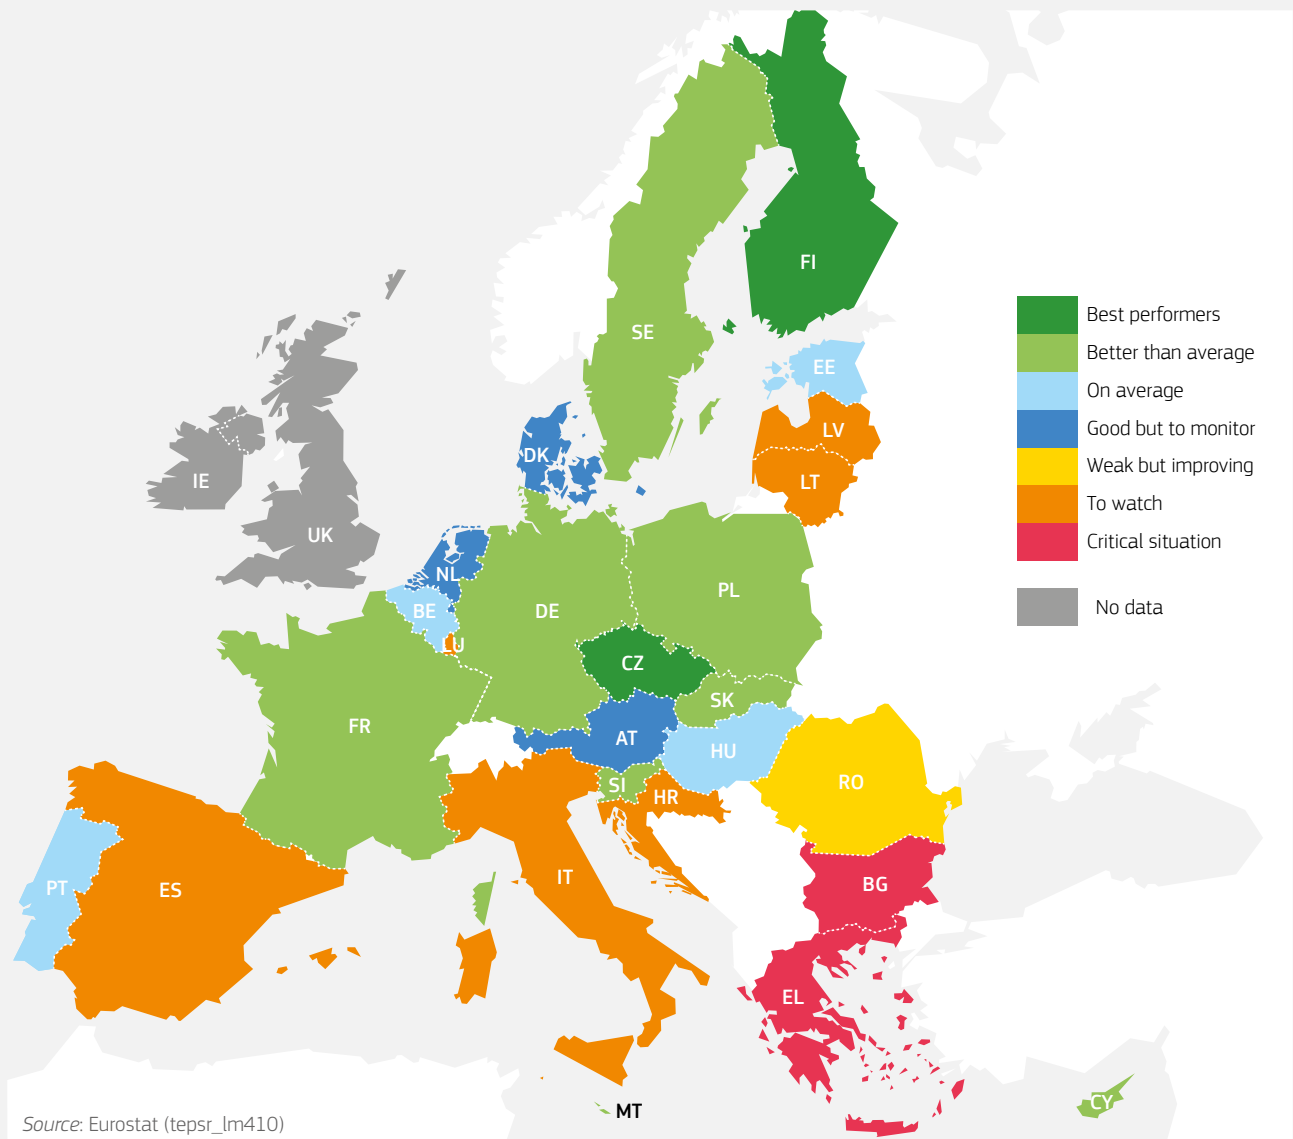 FI
SE
EE
LV
LT
DK
IE
UK
NL
BE
LU
DE
PL
CZ
SK
FR
AT
HU
SI
HR
RO
PT
ES
IT
BG
EL
MT
CY
Best performers
Better than average
On average
Good but to monitor
Weak but improving
To watch
Critical situation
No data
Source: Eurostat (tepsr_lm410)